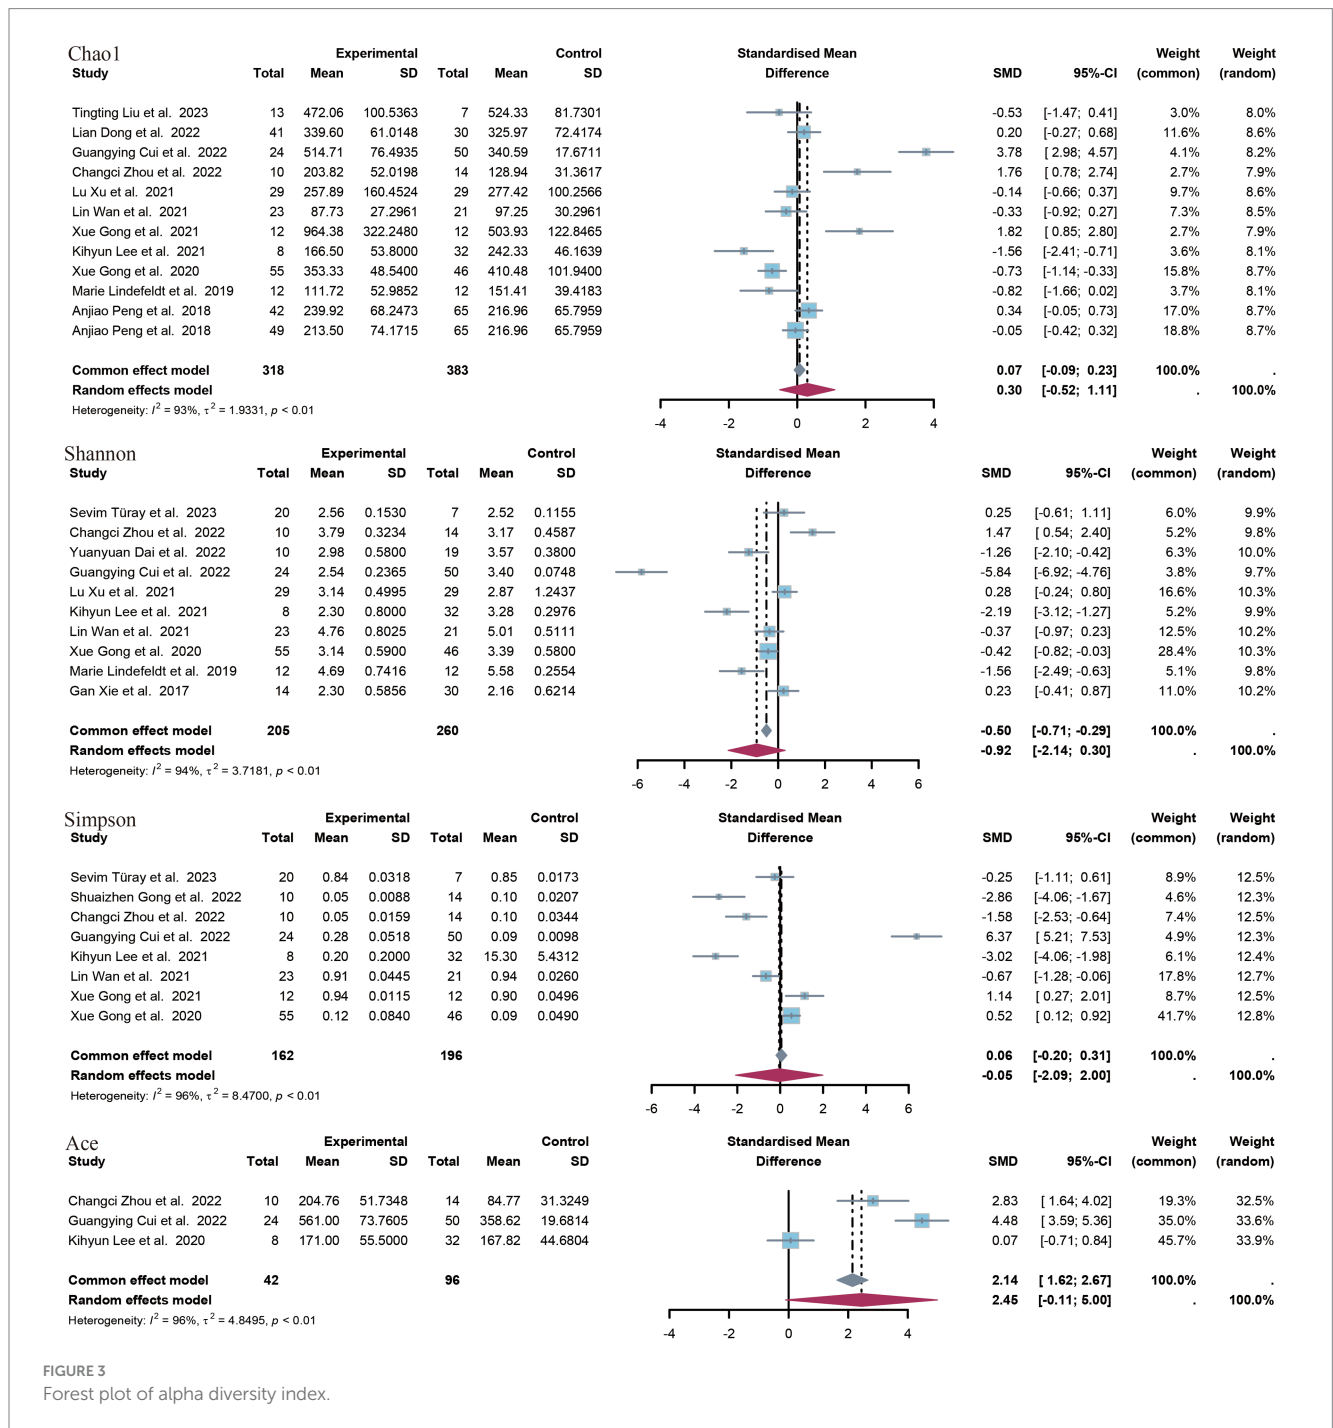 Chao1 Experimental Control Standardised Mean Weight Weight
Study Total Mean SD Total Mean SD Difference SMD 95%-CI (common) (random)
Tingting Liu et al. 2023 13 472.06 100.5363 7 524.33 81.7301 -0.53 [-1.47; 0.41] 3.0% 8.0%
Lian Dong et al. 2022 41 339.60 61.0148 30 325.97 72.4174 0.20 [-0.27; 0.68] 11.6% 8.6%
Guangying Cui et al. 2022 24 514.71 76.4935 50 340.59 17.6711 3.78 [ 2.98; 4.57] 4.1% 8.2%
Changci Zhou et al. 2022 10 203.82 52.0198 14 128.94 31.3617 1.76 [ 0.78; 2.74] 2.7% 7.9%
Lu Xu et al. 2021 29 257.89 160.4524 29 277.42 100.2566 -0.14 [-0.66; 0.37] 9.7% 8.6%
Lin Wan et al. 2021 23 87.73 27.2961 21 97.25 30.2961 -0.33 [-0.92; 0.27] 7.3% 8.5%
Xue Gong et al. 2021 12 964.38 322.2480 12 503.93 122.8465 1.82 [ 0.85; 2.80] 2.7% 7.9%
Kihyun Lee et al. 2021 8 166.50 53.8000 32 242.33 46.1639 -1.56 [-2.41; -0.71] 3.6% 8.1%
Xue Gong et al. 2020 55 353.33 48.5400 46 410.48 101.9400 -0.73 [-1.14; -0.33] 15.8% 8.7%
Marie Lindefeldt et al. 2019 12 111.72 52.9852 12 151.41 39.4183 -0.82 [-1.66; 0.02] 3.7% 8.1%
Anjiao Peng et al. 2018 42 239.92 68.2473 65 216.96 65.7959 0.34 [-0.05; 0.73] 17.0% 8.7%
Anjiao Peng et al. 2018 49 213.50 74.1715 65 216.96 65.7959 -0.05 [-0.42; 0.32] 18.8% 8.7%
Common effect model 318 383 0.07 [-0.09; 0.23] 100.0% .
Random effects model 0.30 [-0.52; 1.11] . 100.0%
Heterogeneity: I² = 93%, τ² = 1.9331, p < 0.01
-4 -2 0 2 4
Shannon Experimental Control Standardised Mean Weight Weight
Study Total Mean SD Total Mean SD Difference SMD 95%-CI (common) (random)
Sevim Türay et al. 2023 20 2.56 0.1530 7 2.52 0.1155 0.25 [-0.61; 1.11] 6.0% 9.9%
Changci Zhou et al. 2022 10 3.79 0.3234 14 3.17 0.4587 1.47 [ 0.54; 2.40] 5.2% 9.8%
Yuanyuan Dai et al. 2022 10 2.98 0.5800 19 3.57 0.3800 -1.26 [-2.10; -0.42] 6.3% 10.0%
Guangying Cui et al. 2022 24 2.54 0.2365 50 3.40 0.0748 -5.84 [-6.92; -4.76] 3.8% 9.7%
Lu Xu et al. 2021 29 3.14 0.4995 29 2.87 1.2437 0.28 [-0.24; 0.80] 16.6% 10.3%
Kihyun Lee et al. 2021 8 2.30 0.8000 32 3.28 0.2976 -2.19 [-3.12; -1.27] 5.2% 9.9%
Lin Wan et al. 2021 23 4.76 0.8025 21 5.01 0.5111 -0.37 [-0.97; 0.23] 12.5% 10.2%
Xue Gong et al. 2020 55 3.14 0.5900 46 3.39 0.5800 -0.42 [-0.82; -0.03] 28.4% 10.3%
Marie Lindefeldt et al. 2019 12 4.69 0.7416 12 5.58 0.2554 -1.56 [-2.49; -0.63] 5.1% 9.8%
Gan Xie et al. 2017 14 2.30 0.5856 30 2.16 0.6214 0.23 [-0.41; 0.87] 11.0% 10.2%
Common effect model 205 260 -0.50 [-0.71; -0.29] 100.0% .
Random effects model -0.92 [-2.14; 0.30] . 100.0%
Heterogeneity: I² = 94%, τ² = 3.7181, p < 0.01
-6 -4 -2 0 2 4 6
Simpson Experimental Control Standardised Mean Weight Weight
Study Total Mean SD Total Mean SD Difference SMD 95%-CI (common) (random)
Sevim Türay et al. 2023 20 0.84 0.0318 7 0.85 0.0173 -0.25 [-1.11; 0.61] 8.9% 12.5%
Shuaizhen Gong et al. 2022 10 0.05 0.0088 14 0.10 0.0207 -2.86 [-4.06; -1.67] 4.6% 12.3%
Changci Zhou et al. 2022 10 0.05 0.0159 14 0.10 0.0344 -1.58 [-2.53; -0.64] 7.4% 12.5%
Guangying Cui et al. 2022 24 0.28 0.0518 50 0.09 0.0098 6.37 [ 5.21; 7.53] 4.9% 12.3%
Kihyun Lee et al. 2021 8 0.20 0.2000 32 15.30 5.4312 -3.02 [-4.06; -1.98] 6.1% 12.4%
Lin Wan et al. 2021 23 0.91 0.0445 21 0.94 0.0260 -0.67 [-1.28; -0.06] 17.8% 12.7%
Xue Gong et al. 2021 12 0.94 0.0115 12 0.90 0.0496 1.14 [ 0.27; 2.01] 8.7% 12.5%
Xue Gong et al. 2020 55 0.12 0.0840 46 0.09 0.0490 0.52 [ 0.12; 0.92] 41.7% 12.8%
Common effect model 162 196 0.06 [-0.20; 0.31] 100.0% .
Random effects model -0.05 [-2.09; 2.00] . 100.0%
Heterogeneity: I² = 96%, τ² = 8.4700, p < 0.01
-6 -4 -2 0 2 4 6
Ace Experimental Control Standardised Mean Weight Weight
Study Total Mean SD Total Mean SD Difference SMD 95%-CI (common) (random)
Changci Zhou et al. 2022 10 204.76 51.7348 14 84.77 31.3249 2.83 [ 1.64; 4.02] 19.3% 32.5%
Guangying Cui et al. 2022 24 561.00 73.7605 50 358.62 19.6814 4.48 [ 3.59; 5.36] 35.0% 33.6%
Kihyun Lee et al. 2020 8 171.00 55.5000 32 167.82 44.6804 0.07 [-0.71; 0.84] 45.7% 33.9%
Common effect model 42 96 2.14 [ 1.62; 2.67] 100.0% .
Random effects model 2.45 [-0.11; 5.00] . 100.0%
Heterogeneity: I² = 96%, τ² = 4.8495, p < 0.01
-4 -2 0 2 4
FIGURE 3
Forest plot of alpha diversity index.